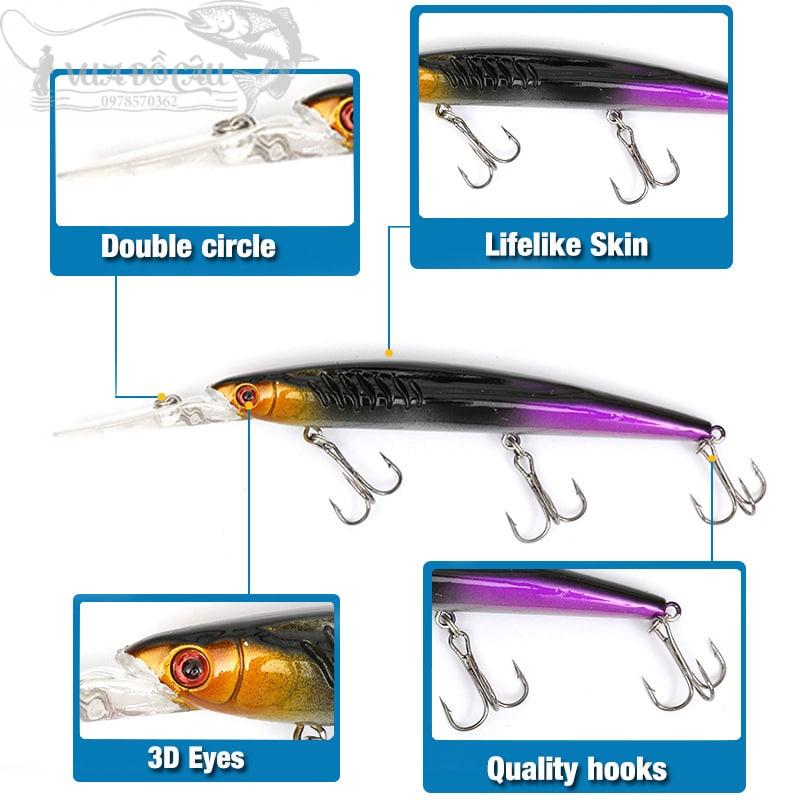 VUA ĐỒ CÂU
0978570362
Double circle
Lifelike Skin
3D Eyes
Quality hooks